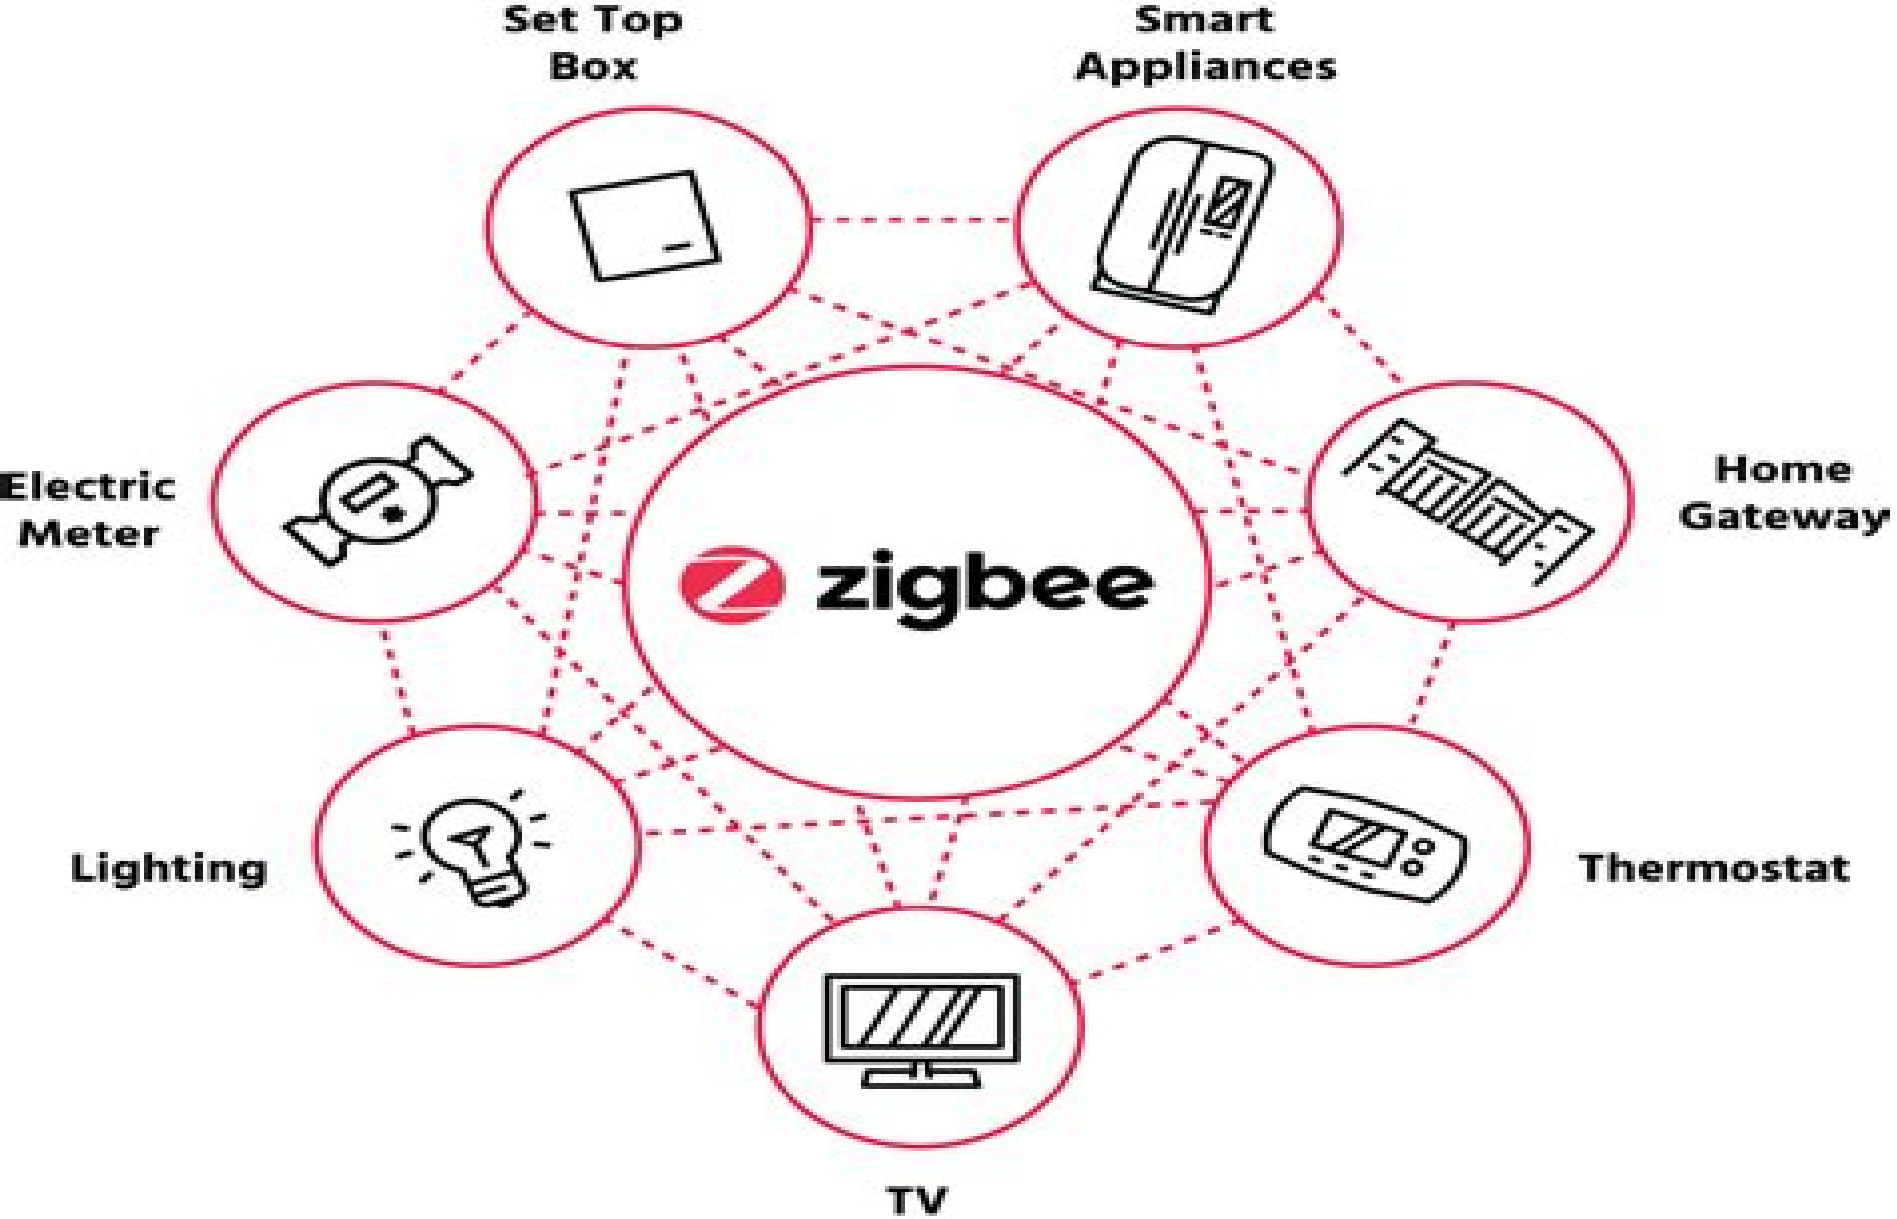 Set Top
Box
Smart
Appliances
Electric
Meter
Home
Gateway
zigbee
Lighting
Thermostat
TV